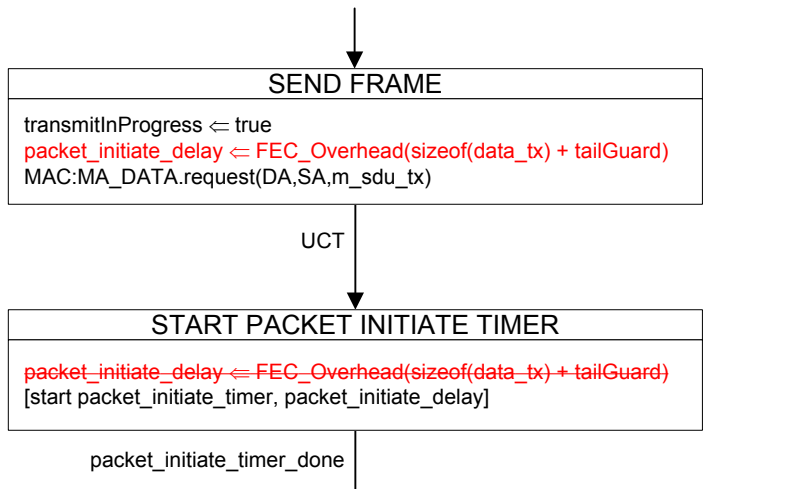 SEND FRAME
transmitInProgress ⇐ true
packet_initiate_delay ⇐ FEC_Overhead(sizeof(data_tx) + tailGuard)
MAC:MA_DATA.request(DA,SA,m_sdu_tx)
UCT
START PACKET INITIATE TIMER
packet_initiate_delay ⇐ FEC_Overhead(sizeof(data_tx) + tailGuard)
[start packet_initiate_timer, packet_initiate_delay]
packet_initiate_timer_done